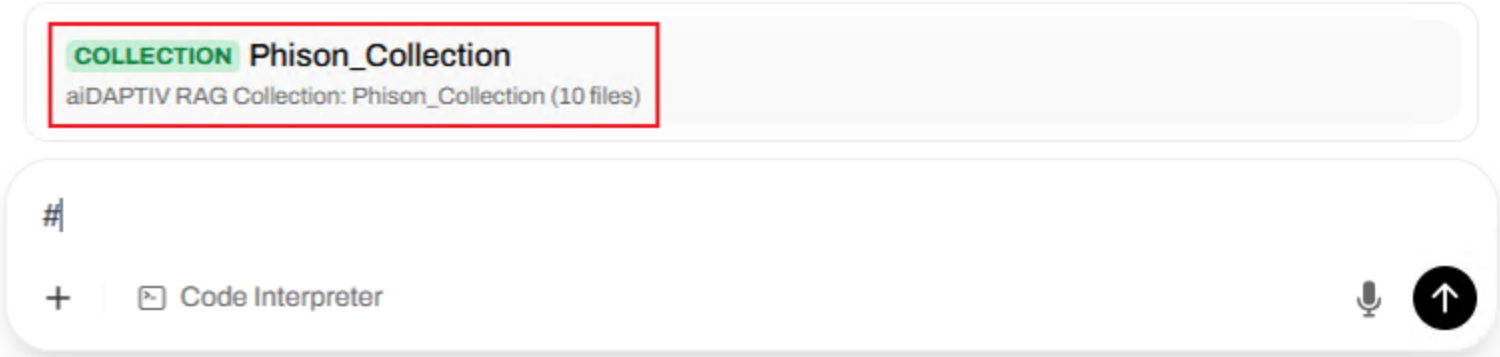 COLLECTION Phison_Collection
aiDAPTIV RAG Collection: Phison_Collection (10 files)
#
Code Interpreter